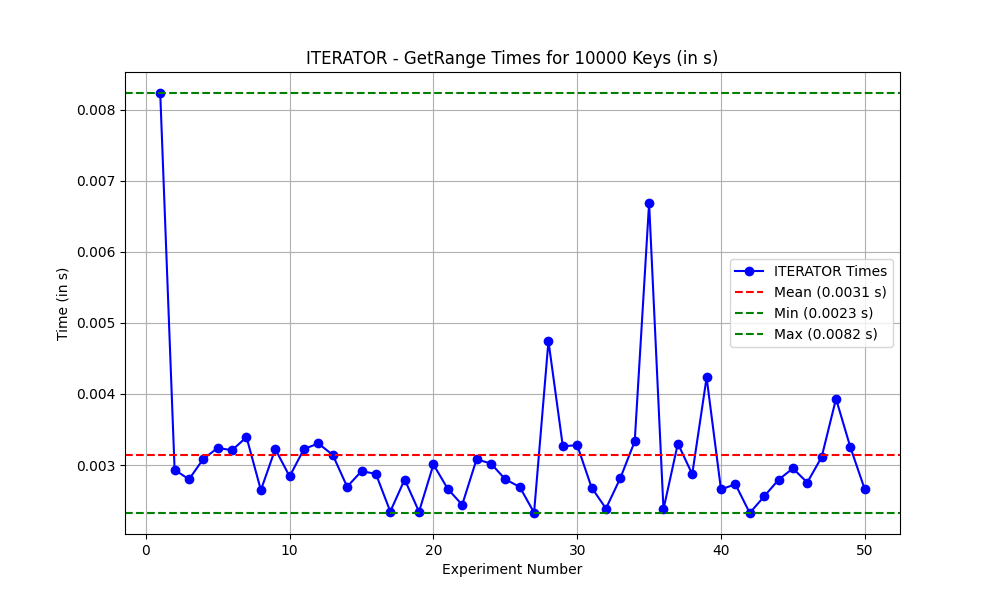 ITERATOR - GetRange Times for 10000 Keys (in s)
Time (in s)
0.008
0.007
0.006
0.005
0.004
0.003
ITERATOR Times
Mean (0.0031 s)
Min (0.0023 s)
Max (0.0082 s)
0 10 20 30 40 50
Experiment Number